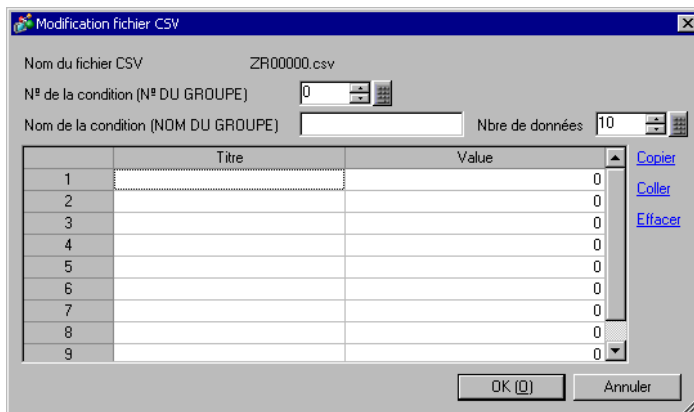 Modification fichier CSV
Nom du fichier CSV ZR00000.csv
Nº de la condition (Nº DU GROUPE) 0
Nom de la condition (NOM DU GROUPE) Nbre de données 10
Titre Value Copier
1 0
2 0 Coller
3 0 Effacer
4 0
5 0
6 0
7 0
8 0
9 0
OK (O) Annuler